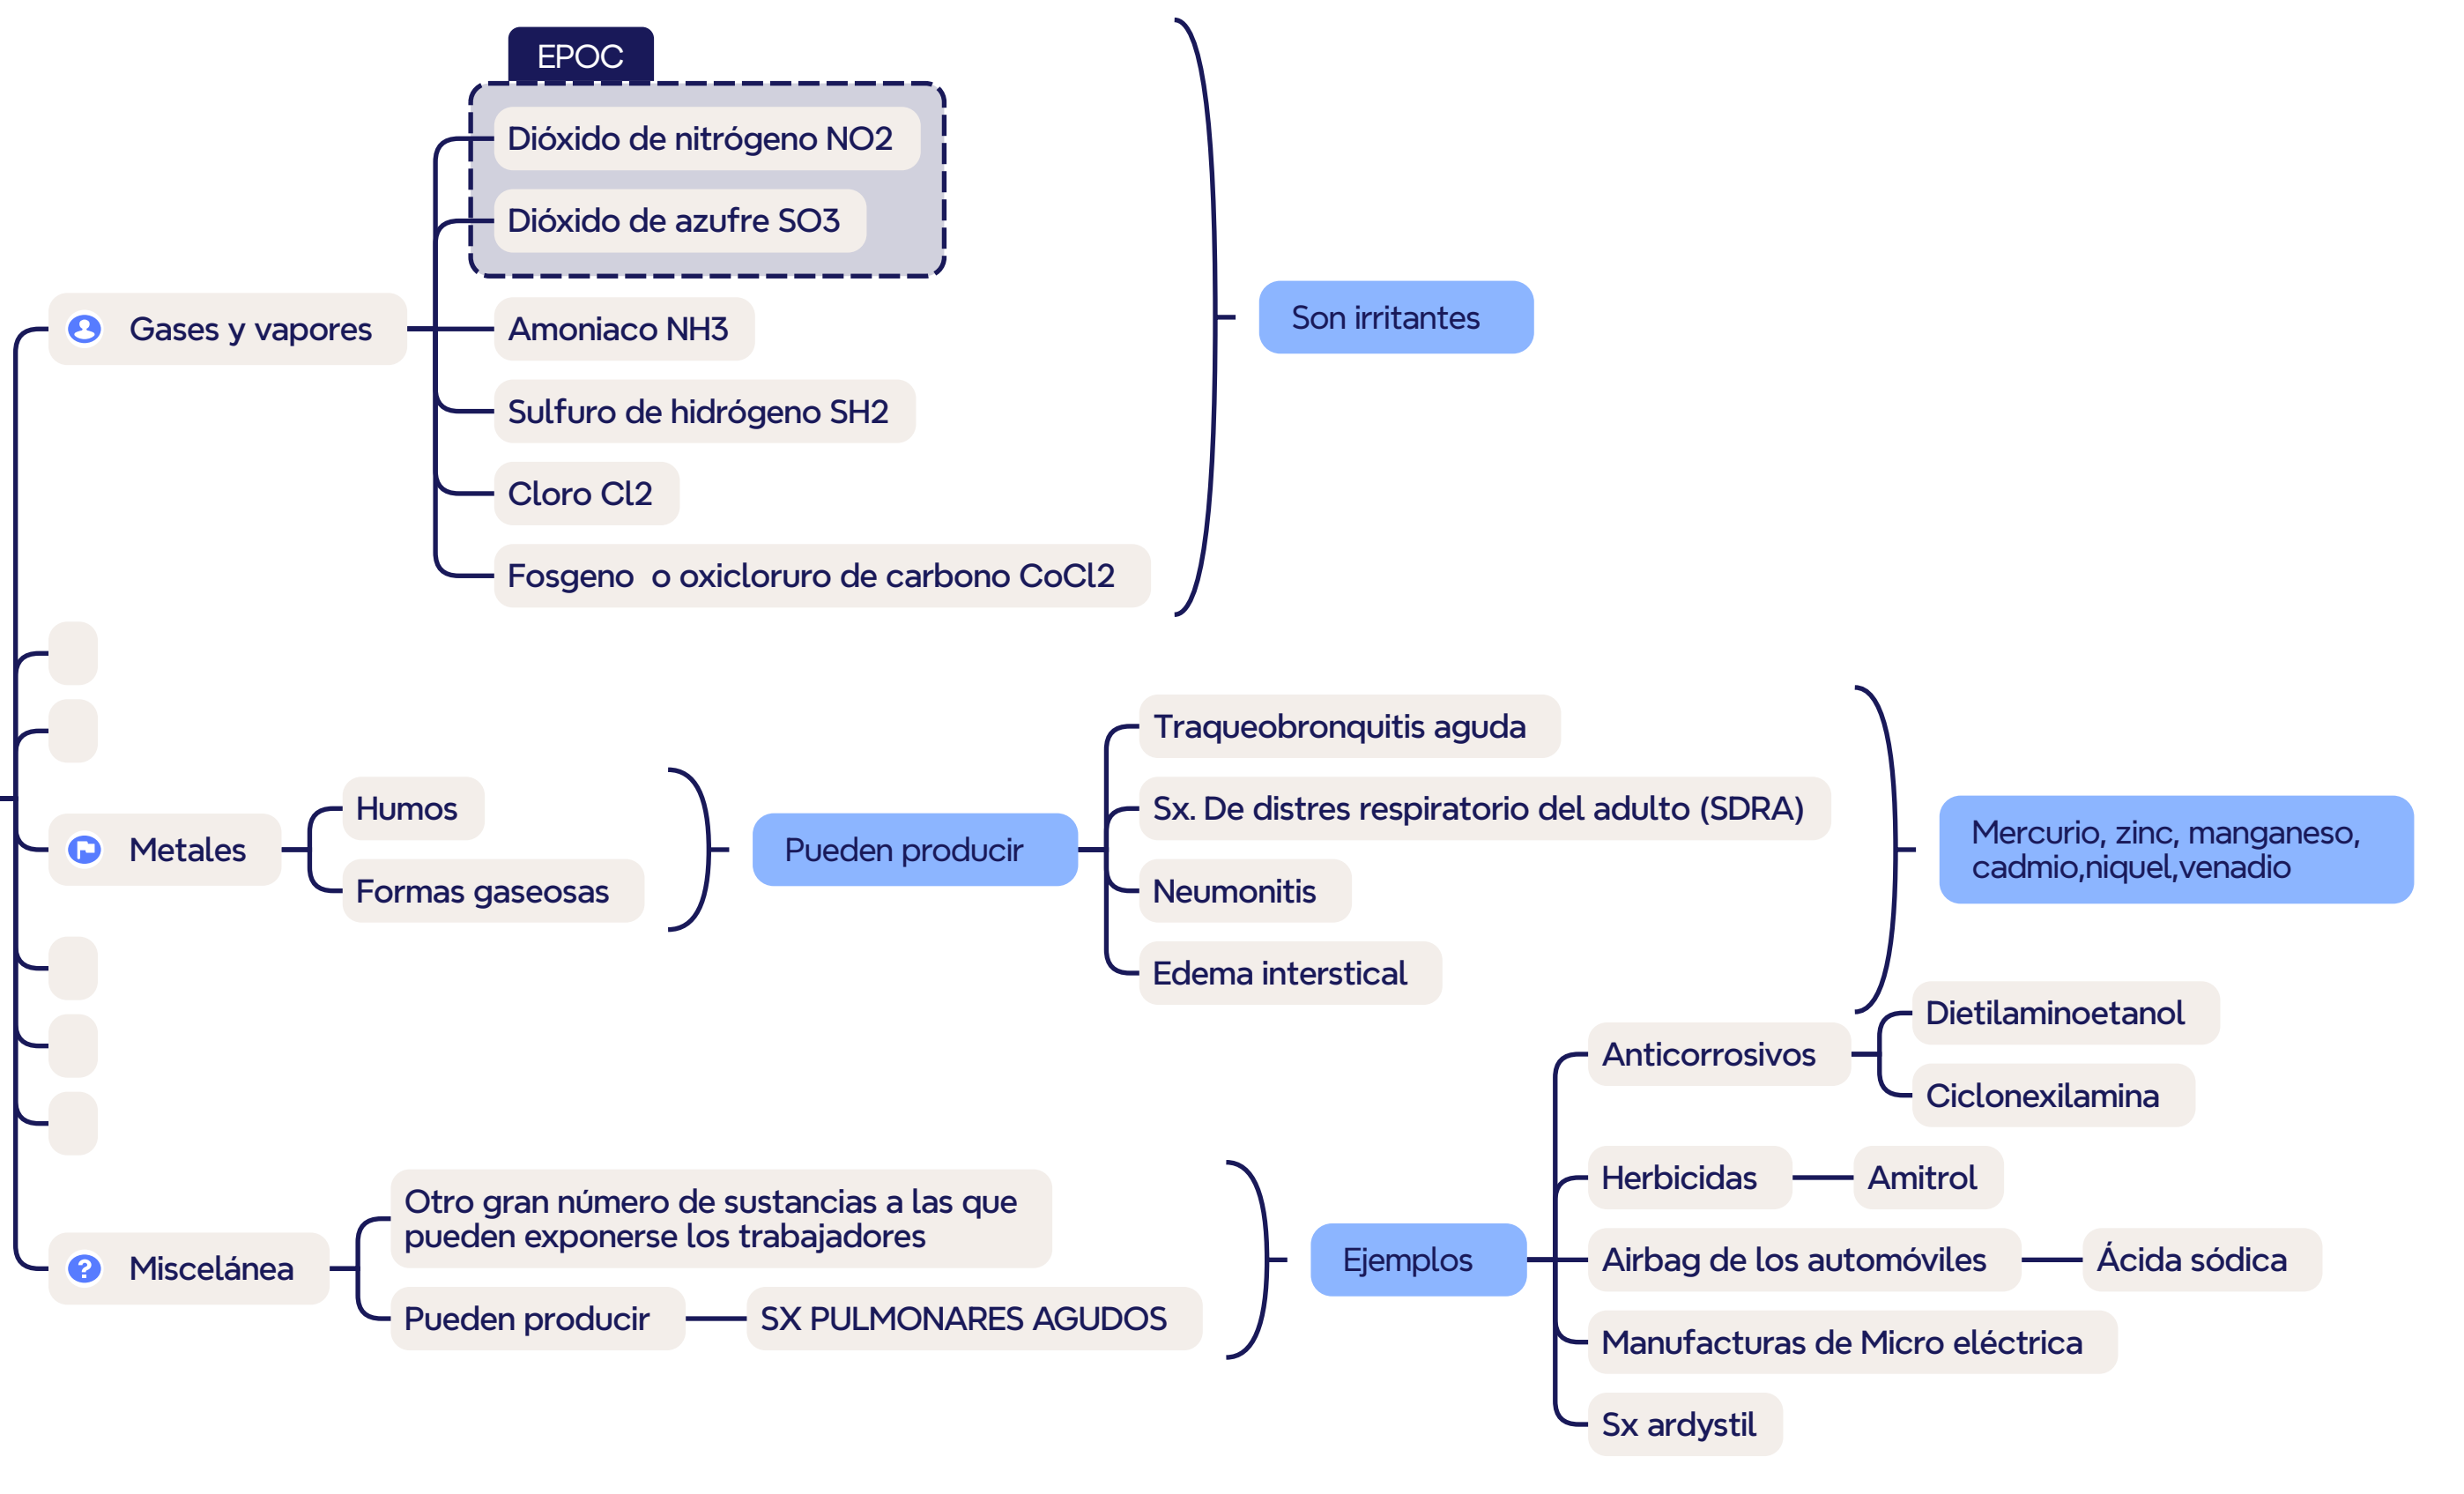 EPOC
Dióxido de nitrógeno NO2
Dióxido de azufre SO3
Gases y vapores
Amoniaco NH3
Sulfuro de hidrógeno SH2
Cloro Cl2
Fosgeno o oxicloruro de carbono CoCl2
Son irritantes
Metales
Humos
Formas gaseosas
Pueden producir
Traqueobronquitis aguda
Sx. De distres respiratorio del adulto (SDRA)
Neumonitis
Edema interstical
Mercurio, zinc, manganeso,
cadmio,niquel,venadio
Miscelánea
Otro gran número de sustancias a las que
pueden exponerse los trabajadores
Pueden producir
SX PULMONARES AGUDOS
Ejemplos
Anticorrosivos
Dietilaminoetanol
Ciclonexilamina
Herbicidas
Amitrol
Airbag de los automóviles
Ácida sódica
Manufacturas de Micro eléctrica
Sx ardystil